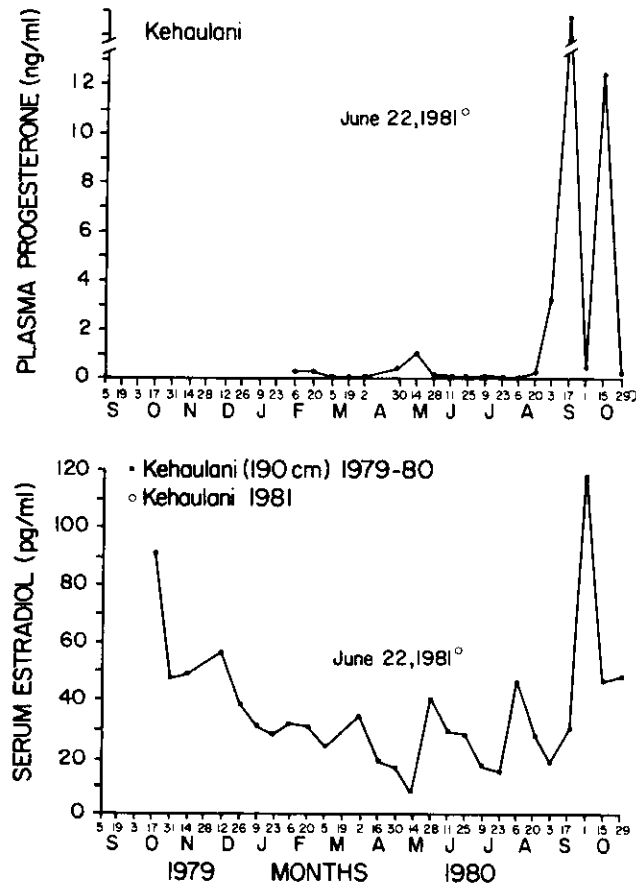 Kehaulani
PLASMA PROGESTERONE (ng/ml)
12
10
8
6
4
2
0
June 22, 1981°
5 19 3 17 31 14 28 12 26 9 23 6 20 5 19 2 30 14 28 11 25 9 23 6 20 3 17 1 15 29
S O N D J F M A M J J A S O
SERUM ESTRADIOL (pg/ml)
120
100
80
60
40
20
0
• Kehaulani (190 cm) 1979-80
○ Kehaulani 1981
June 22, 1981°
5 19 3 17 31 14 28 12 26 9 23 6 20 5 19 2 16 30 14 28 11 25 9 23 6 20 3 17 1 15 29
S O N D J F M A M J J A S O
1979 MONTHS 1980